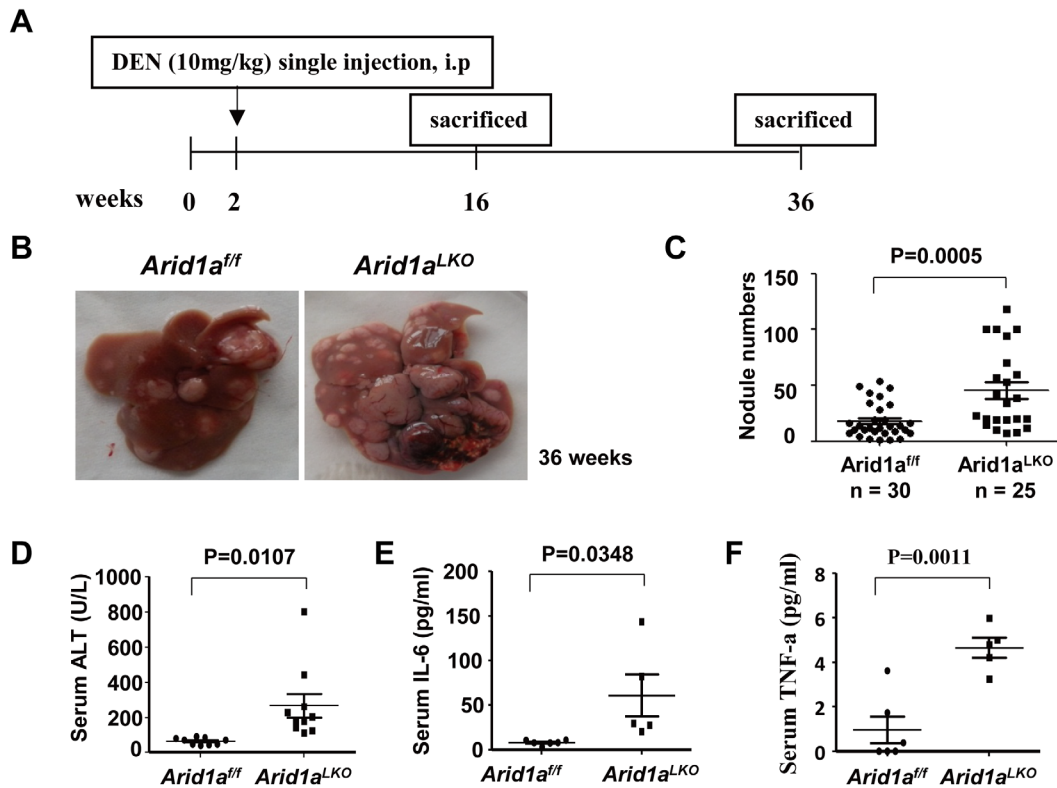 A
DEN (10mg/kg) single injection, i.p
sacrificed sacrificed
weeks 0 2 16 36
B
Arid1a^f/f Arid1a^LKO
36 weeks
C
P=0.0005
Nodule numbers
150
100
50
0
Arid1a^f/f Arid1a^LKO
n = 30 n = 25
D
P=0.0107
Serum ALT (U/L)
1000
800
600
400
200
0
Arid1a^f/f Arid1a^LKO
E
P=0.0348
Serum IL-6 (pg/ml)
200
150
100
50
0
Arid1a^f/f Arid1a^LKO
F
P=0.0011
Serum TNF-a (pg/ml)
8
6
4
2
0
Arid1a^f/f Arid1a^LKO